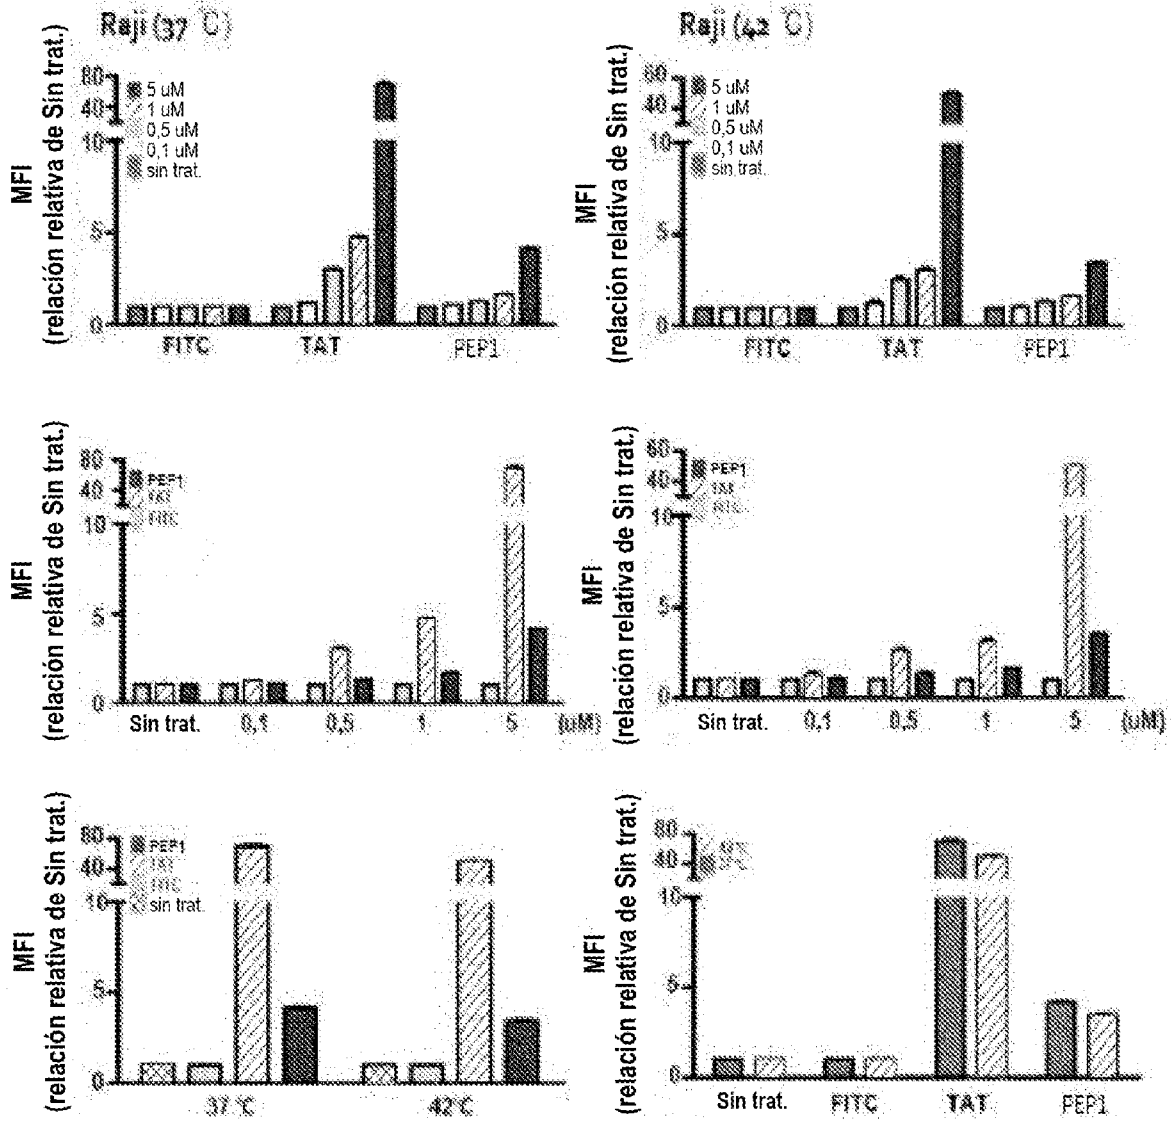 Raji (37 °C)
MFI
(relación relativa de Sin trat.)
80
40
10
5
0
5 uM
1 uM
0,5 uM
0,1 uM
sin trat.
FITC TAT PEP1
Raji (42 °C)
MFI
(relación relativa de Sin trat.)
60
40
10
5
0
5 uM
1 uM
0,5 uM
0,1 uM
sin trat.
FITC TAT PEP1
MFI
(relación relativa de Sin trat.)
80
40
10
5
0
PEP1
TAT
FITC
Sin trat. 0,1 0,5 1 5 (uM)
MFI
(relación relativa de Sin trat.)
60
40
10
5
0
PEP1
TAT
FITC
Sin trat. 0,1 0,5 1 5 (uM)
MFI
(relación relativa de Sin trat.)
80
40
10
5
0
PEP1
TAT
FITC
sin trat.
37 °C 42°C
MFI
(relación relativa de Sin trat.)
80
40
10
5
0
Sin trat. FITC TAT PEP1